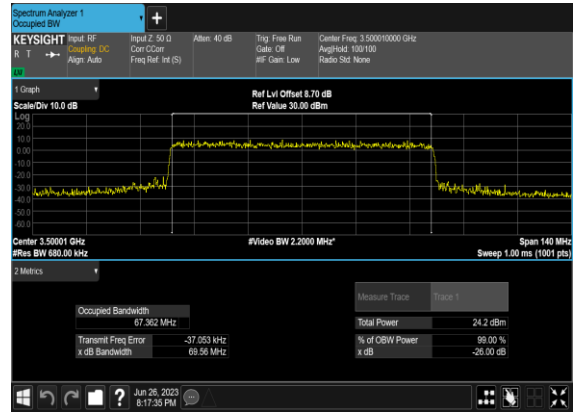 Spectrum Analyzer 1
Occupied BW
+
KEYSIGHT Input: RF Input Z: 50 Ω Atten: 40 dB Trig: Free Run Center Freq: 3.500010000 GHz
R T Coupling: DC Corr CCorr Gate: Off Avg|Hold: 100/100
Align: Auto Freq Ref: Int (S) #IF Gain: Low Radio Std: None
1 Graph
Ref Lvl Offset 8.70 dB
Scale/Div 10.0 dB Ref Value 30.00 dBm
Log
20.0
10.0
0.00
-10.0
-20.0
-30.0
-40.0
-50.0
-60.0
Center 3.50001 GHz #Video BW 2.2000 MHz* Span 140 MHz
#Res BW 680.00 kHz Sweep 1.00 ms (1001 pts)
2 Metrics
Measure Trace Trace 1
Occupied Bandwidth
67.362 MHz Total Power 24.2 dBm
Transmit Freq Error -37.053 kHz % of OBW Power 99.00 %
x dB Bandwidth 69.56 MHz x dB -26.00 dB
? Jun 26, 2023
8:17:35 PM